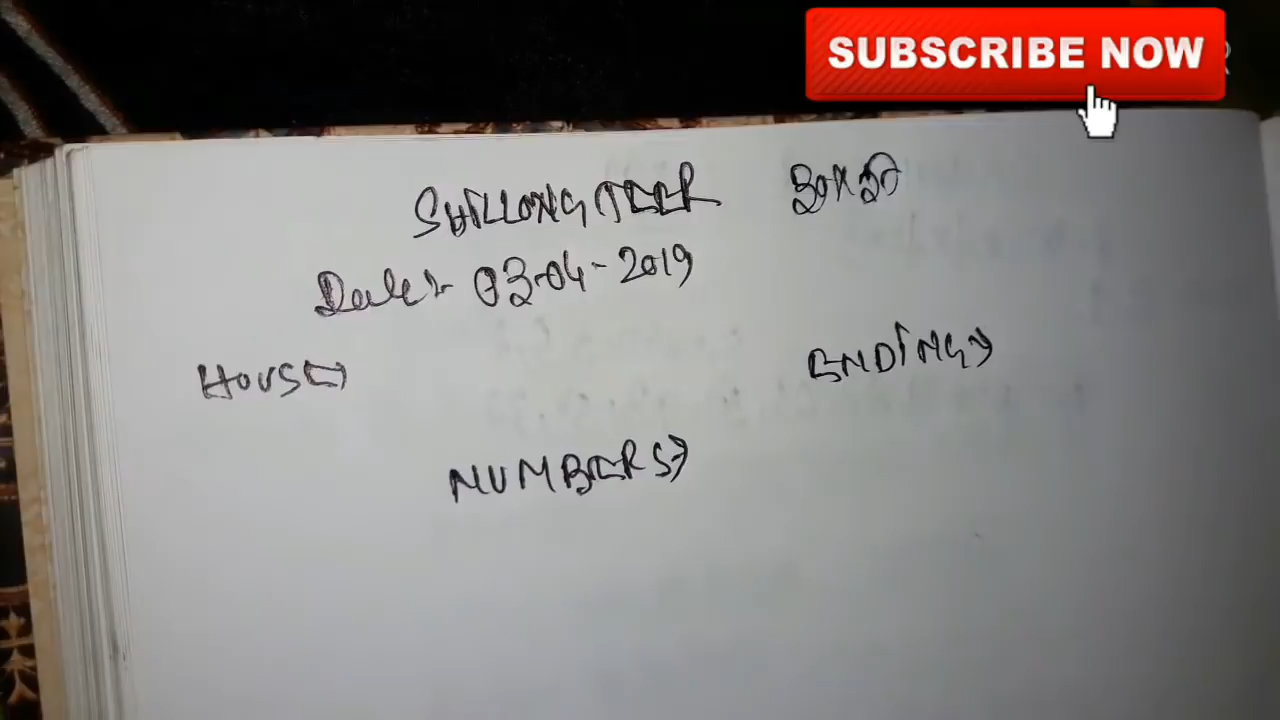 SUBSCRIBE NOW
SHILLONG TEER
Date:- 03-04-2019
HOUSE→
ENDING→
NUMBERS→